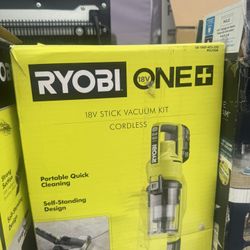 RYOBI 18V ONE+
18V STICK VACUUM KIT
CORDLESS
Portable Quick
Cleaning
Self-Standing
Design